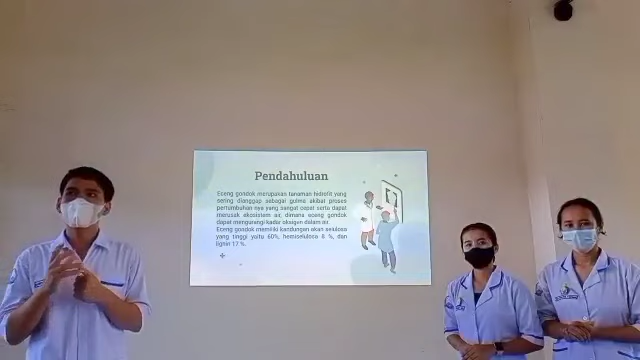 Pendahuluan
Eceng gondok merupakan tanaman hidrofit yang
sering dianggap sebagai gulma akibat proses
pertumbuhan nya yang sangat cepat serta dapat
merusak ekosistem air, dimana eceng gondok
dapat mengurangi kadar oksigen dalam air.
Eceng gondok memiliki kandungan akan selulosa
yang tinggi yaitu 60%, hemiselulosa 8 %, dan
lignin 17 %.